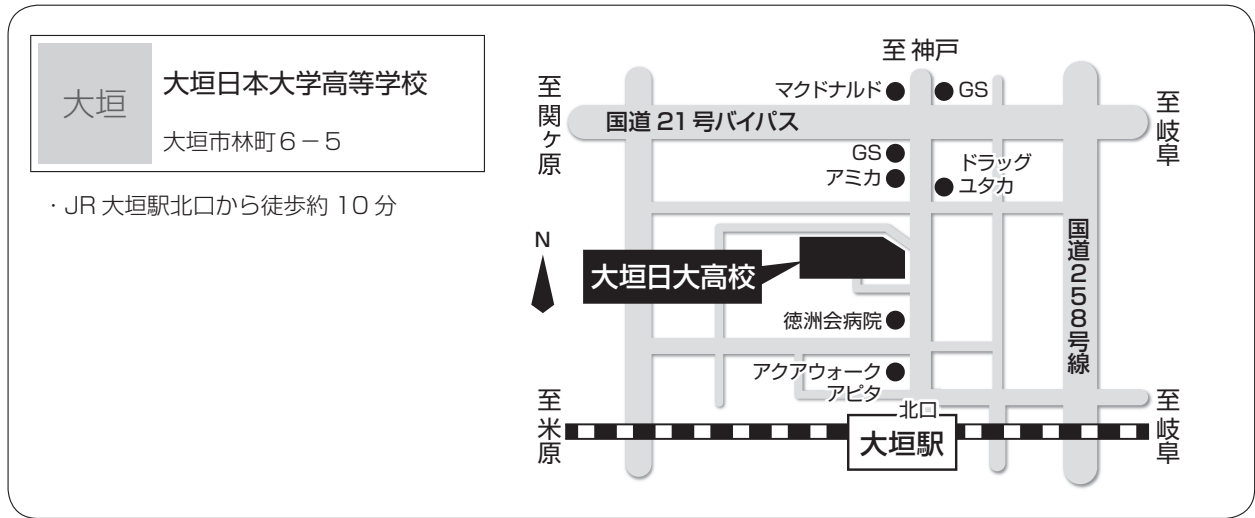 大垣
大垣日本大学高等学校
大垣市林町6−5
・JR 大垣駅北口から徒歩約 10 分
至 神戸
マクドナルド
GS
至関ヶ原
国道 21 号バイパス
至岐阜
GS
アミカ
ドラッグ
ユタカ
国道258号線
N
大垣日大高校
徳洲会病院
アクアウォーク
アピタ
北口
至米原
大垣駅
至岐阜